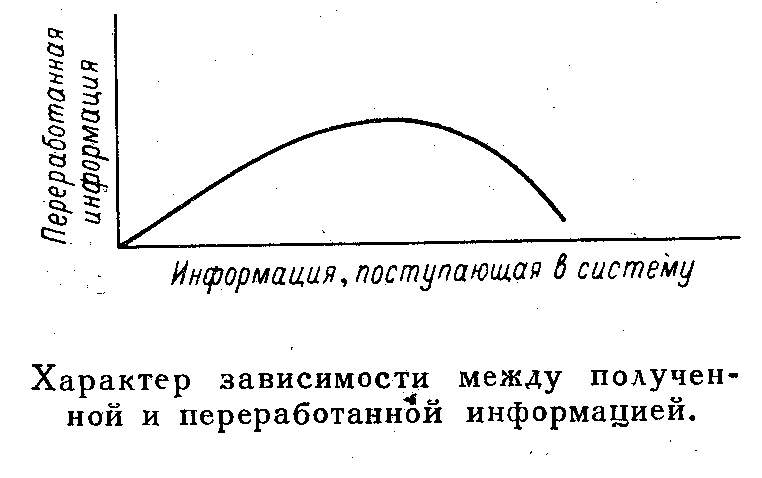 Переработанная
информация
Информация, поступающая в систему
Характер зависимости между получен-
ной и переработанной информацией.